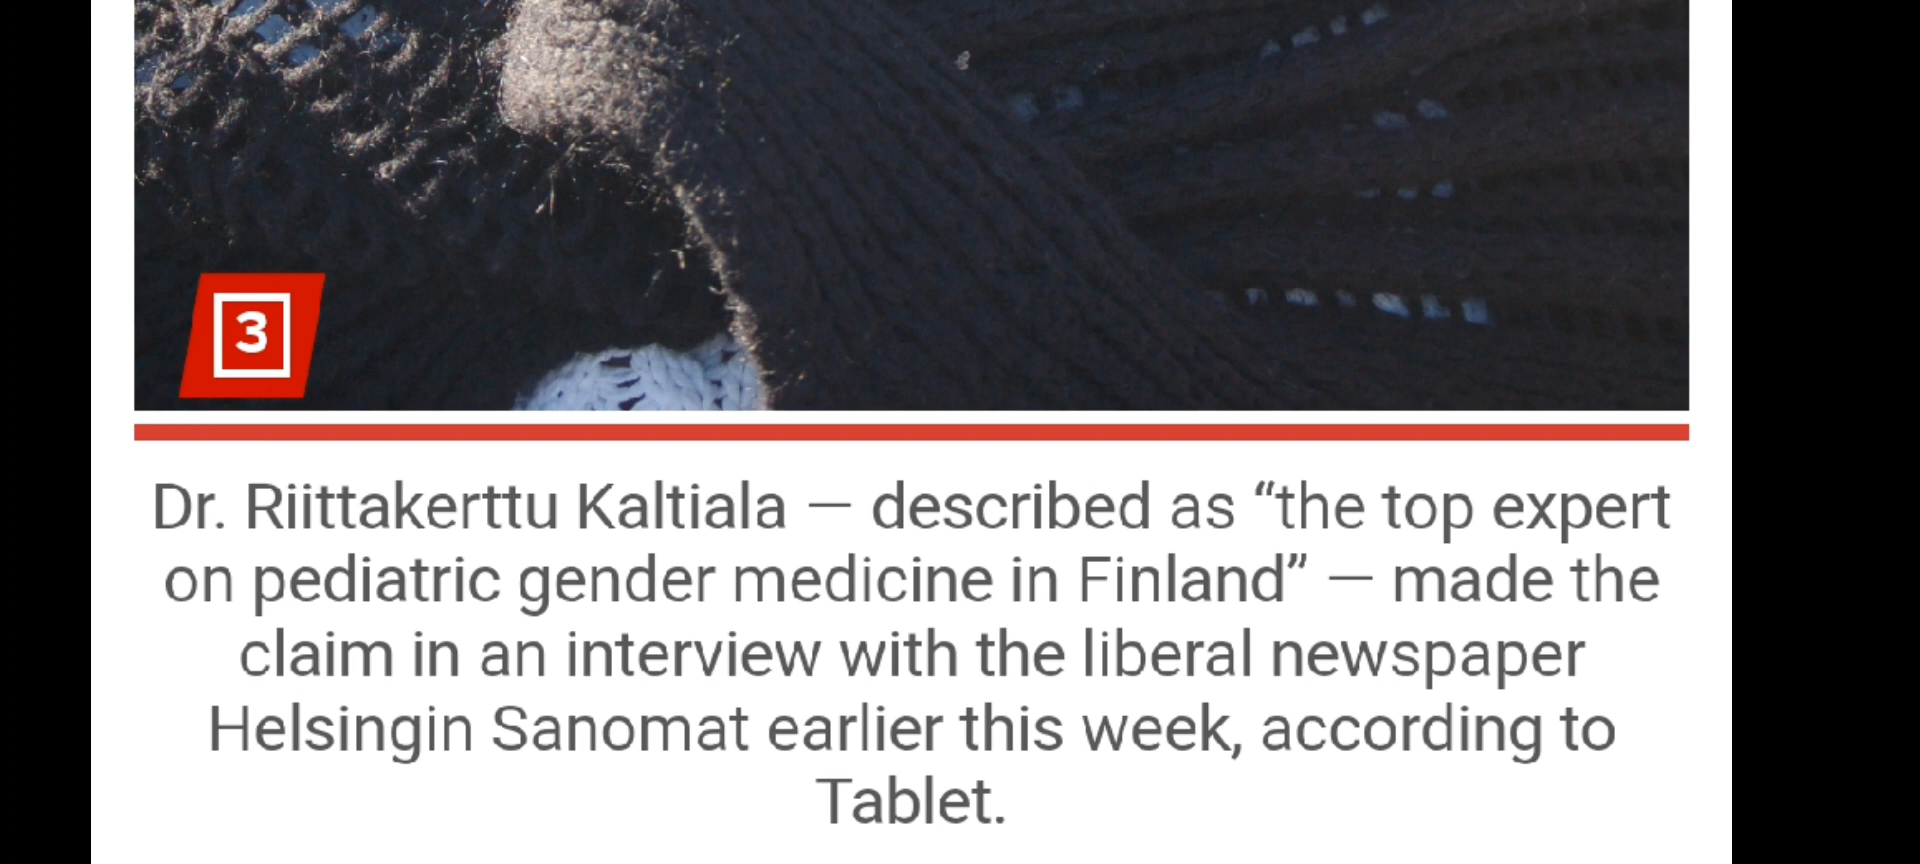 3
Dr. Riittakerttu Kaltiala — described as “the top expert
on pediatric gender medicine in Finland” — made the
claim in an interview with the liberal newspaper
Helsingin Sanomat earlier this week, according to
Tablet.